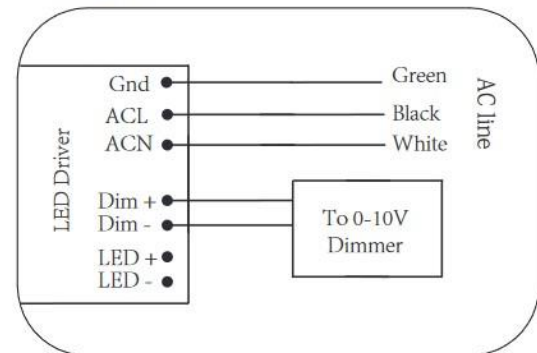 LED Driver
Gnd
ACL
ACN
Dim +
Dim -
LED +
LED -
Green
Black
White
AC line
To 0-10V
Dimmer